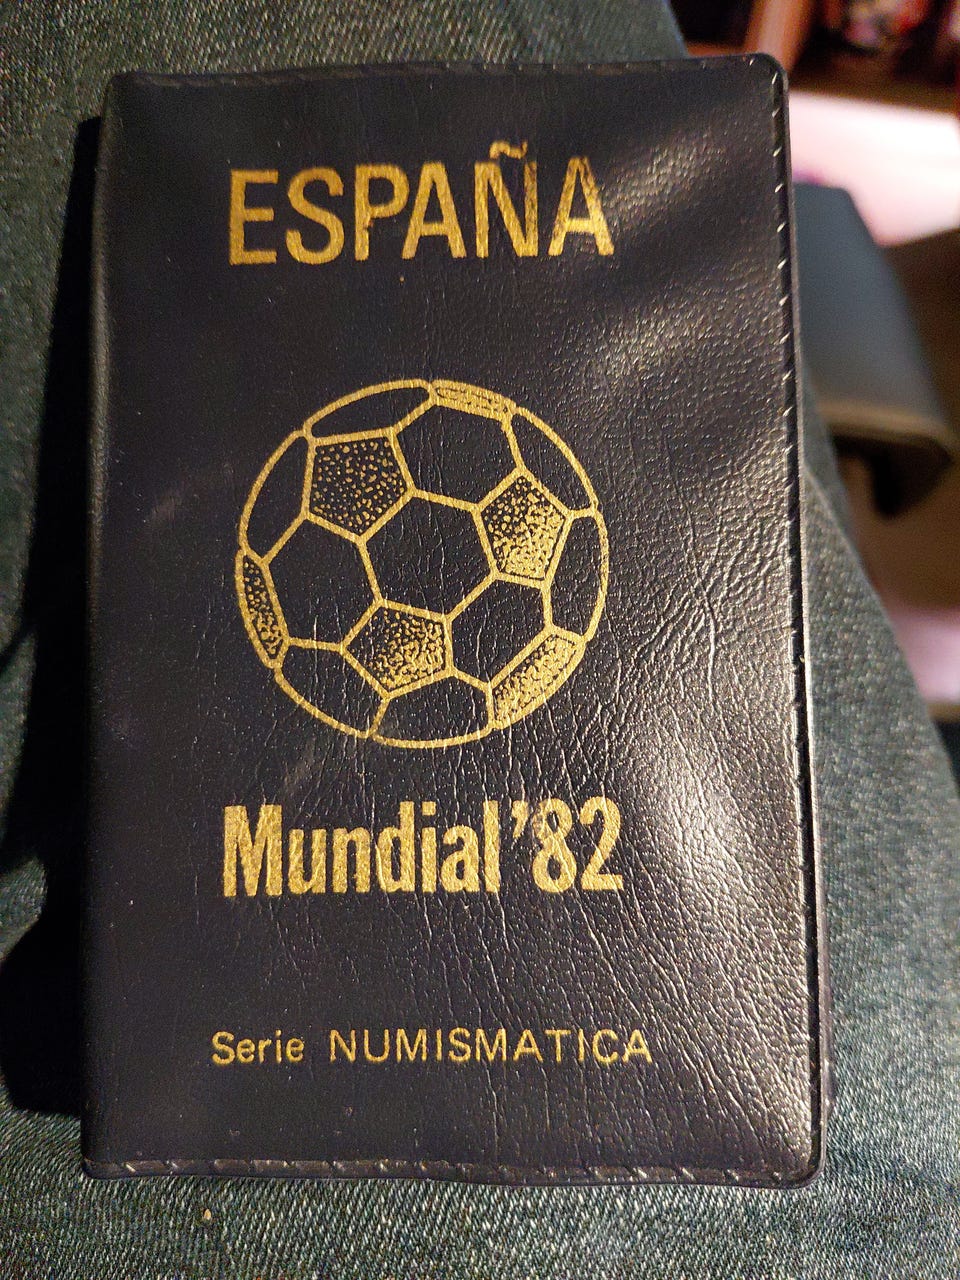 ESPAÑA
Mundial '82
Serie NUMISMATICA